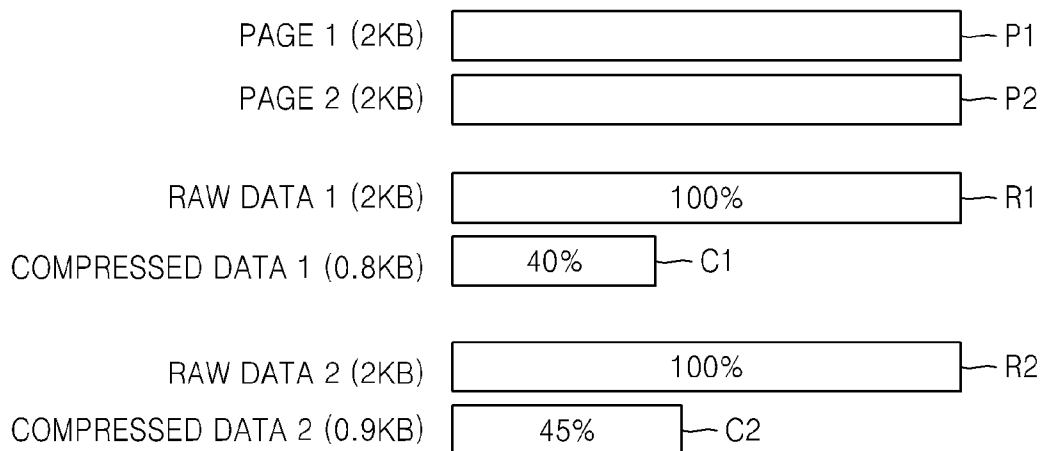 PAGE 1 (2KB) P1
PAGE 2 (2KB) P2
RAW DATA 1 (2KB) 100% R1
COMPRESSED DATA 1 (0.8KB) 40% C1
RAW DATA 2 (2KB) 100% R2
COMPRESSED DATA 2 (0.9KB) 45% C2